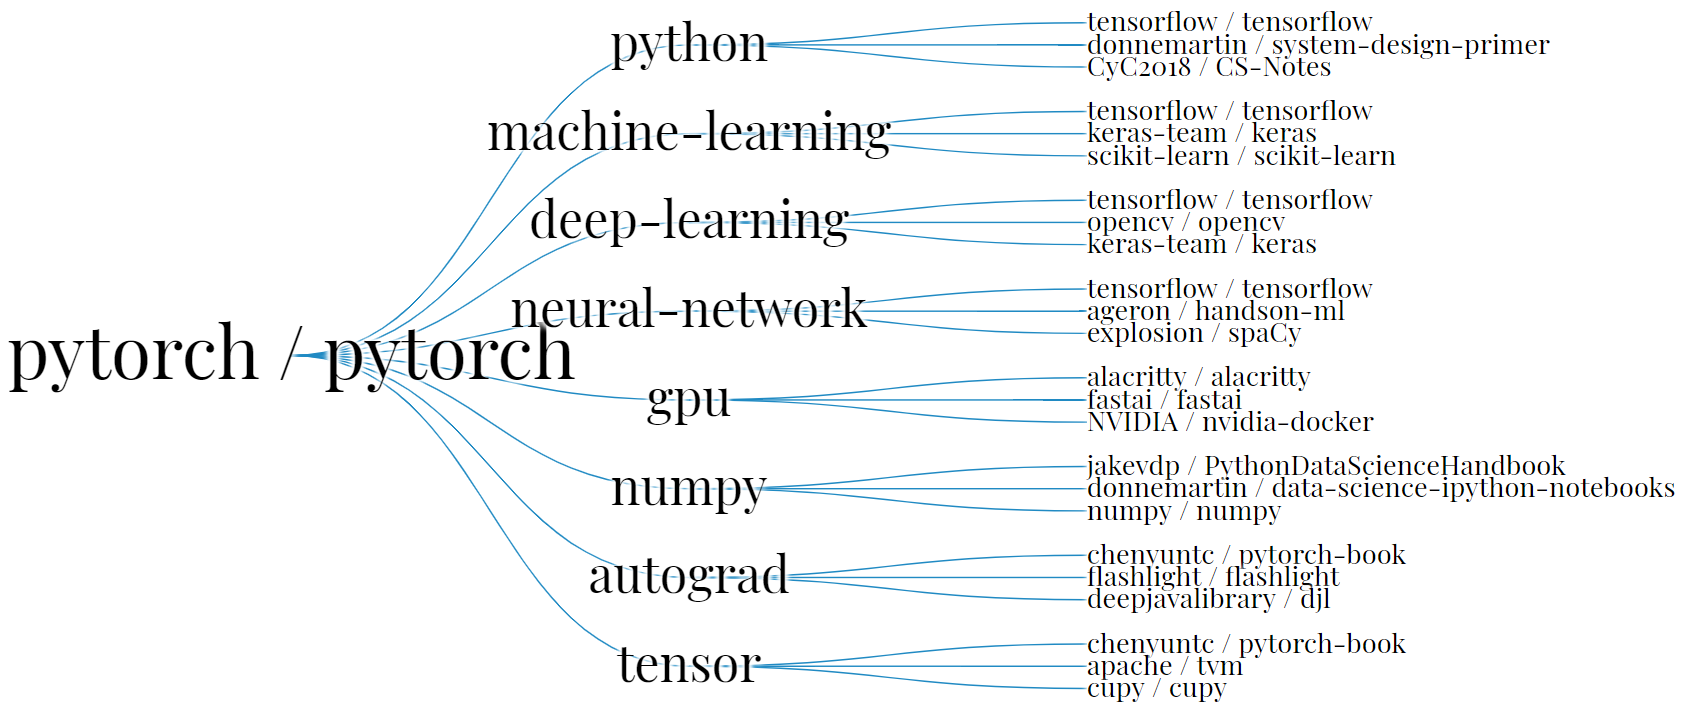 pytorch / pytorch
python
tensorflow / tensorflow
donnemartin / system-design-primer
CyC2018 / CS-Notes
machine-learning
tensorflow / tensorflow
keras-team / keras
scikit-learn / scikit-learn
deep-learning
tensorflow / tensorflow
opencv / opencv
keras-team / keras
neural-network
tensorflow / tensorflow
ageron / handson-ml
explosion / spaCy
gpu
alacritty / alacritty
fastai / fastai
NVIDIA / nvidia-docker
numpy
jakevdp / PythonDataScienceHandbook
donnemartin / data-science-ipython-notebooks
numpy / numpy
autograd
chenyuntc / pytorch-book
flashlight / flashlight
deepjavalibrary / djl
tensor
chenyuntc / pytorch-book
apache / tvm
cupy / cupy